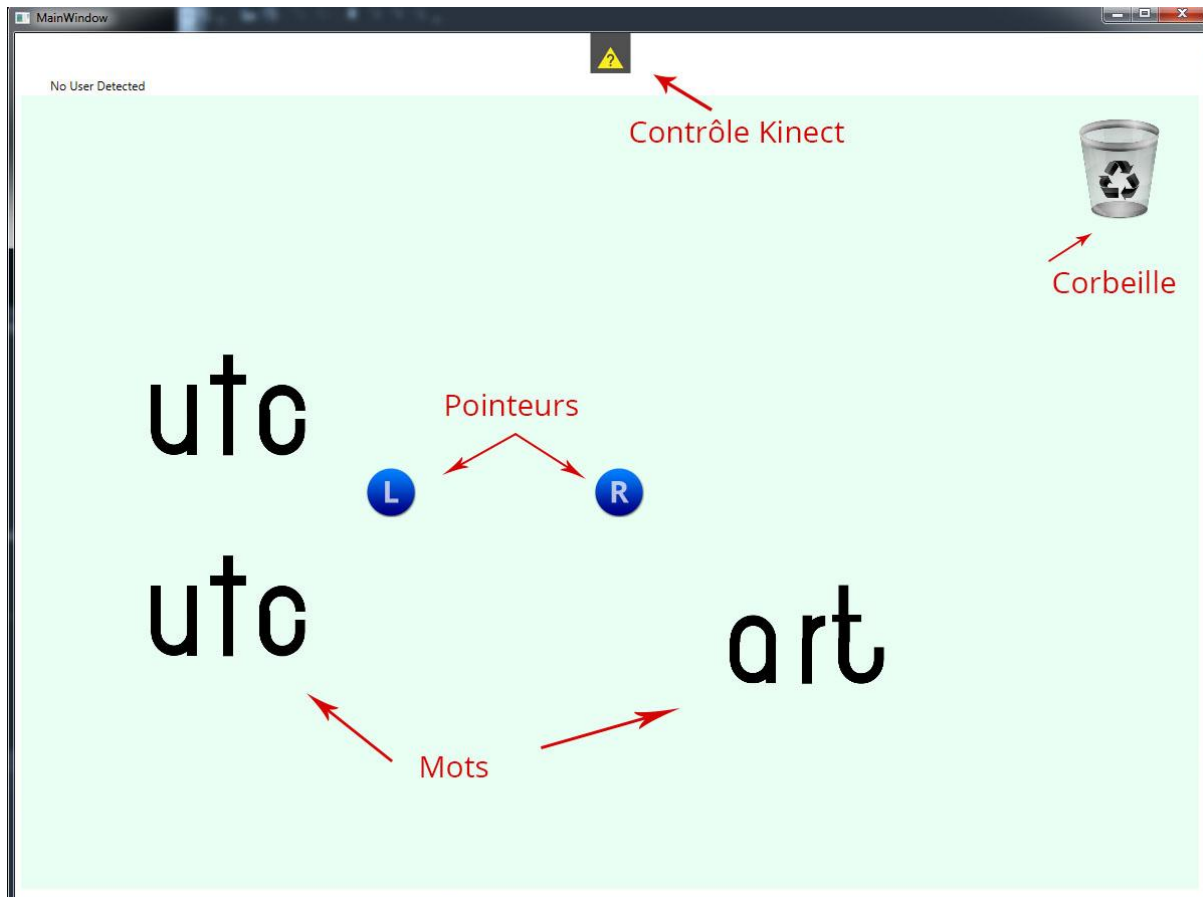 MainWindow
?
No User Detected
Contrôle Kinect
Corbeille
utc
Pointeurs
L R
utc
art
Mots